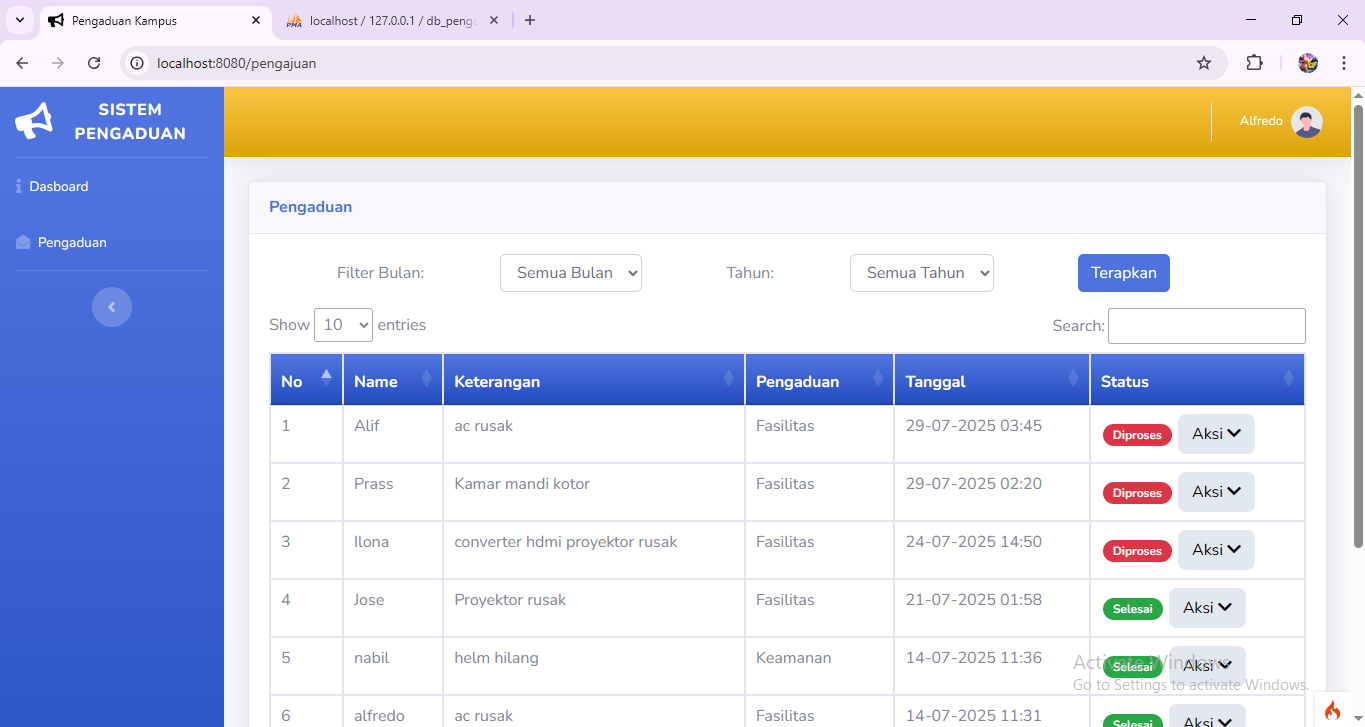 Pengaduan Kampus
localhost / 127.0.0.1 / db_penga
localhost:8080/pengajuan
SISTEM
PENGADUAN
Alfredo
Dasboard
Pengaduan
Pengaduan
Filter Bulan: Semua Bulan Tahun: Semua Tahun Terapkan
Show 10 entries Search:
No Name Keterangan Pengaduan Tanggal Status
1 Alif ac rusak Fasilitas 29-07-2025 03:45 Diproses Aksi
2 Prass Kamar mandi kotor Fasilitas 29-07-2025 02:20 Diproses Aksi
3 Ilona converter hdmi proyektor rusak Fasilitas 24-07-2025 14:50 Diproses Aksi
4 Jose Proyektor rusak Fasilitas 21-07-2025 01:58 Selesai Aksi
5 nabil helm hilang Keamanan 14-07-2025 11:36 Selesai Aksi
Activate Windows
Go to Settings to activate Windows.
6 alfredo ac rusak Fasilitas 14-07-2025 11:31 Selesai Aksi